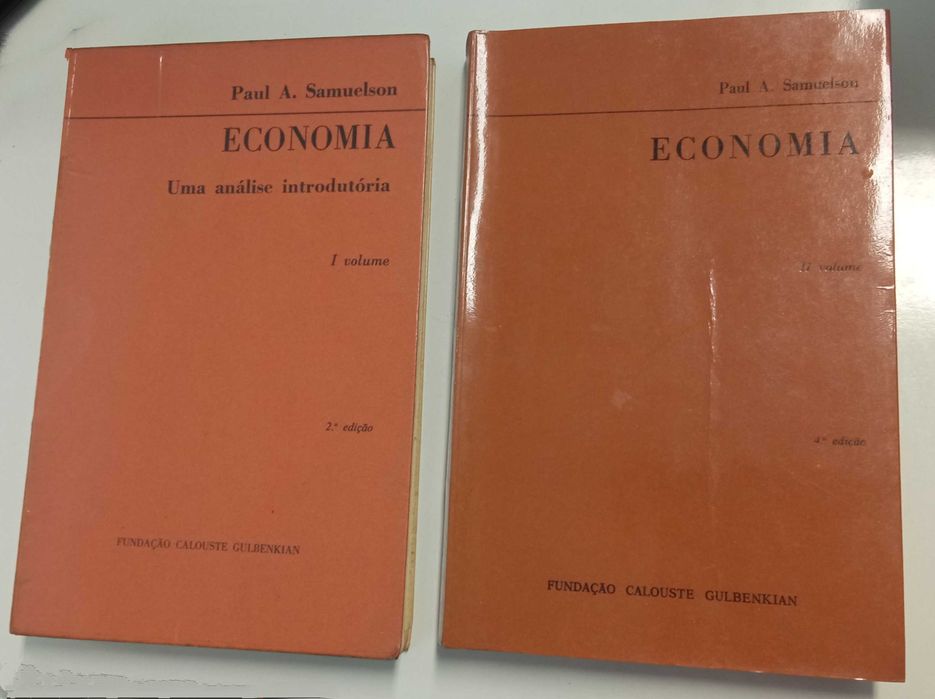 Paul A. Samuelson
ECONOMIA
Uma análise introdutória
I volume
2.ª edição
FUNDAÇÃO CALOUSTE GULBENKIAN
Paul A. Samuelson
ECONOMIA
II volume
4.ª edição
FUNDAÇÃO CALOUSTE GULBENKIAN